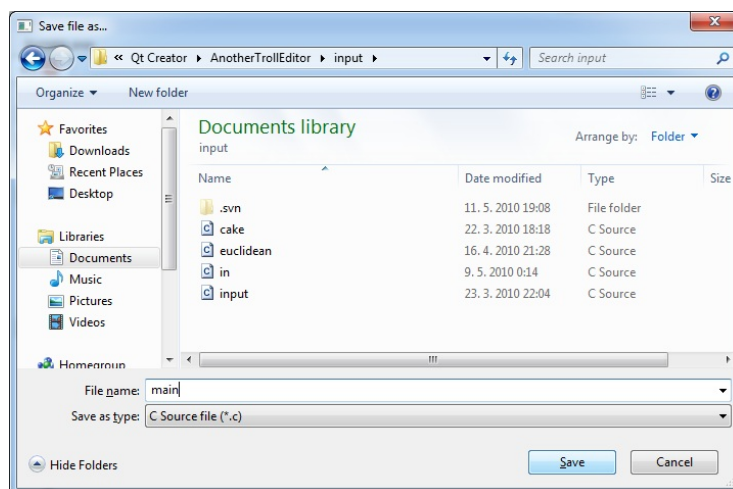 Save file as...
« Qt Creator ▸ AnotherTrollEditor ▸ input ▸
Search input
Organize ▾ New folder
Favorites
Downloads
Recent Places
Desktop
Libraries
Documents
Music
Pictures
Videos
Homegroup
Documents library
input
Arrange by: Folder ▾
Name Date modified Type Size
.svn 11. 5. 2010 19:08 File folder
cake 22. 3. 2010 18:18 C Source
euclidean 16. 4. 2010 21:28 C Source
in 9. 5. 2010 0:14 C Source
input 23. 3. 2010 22:04 C Source
File name: main
Save as type: C Source file (*.c)
Hide Folders Save Cancel